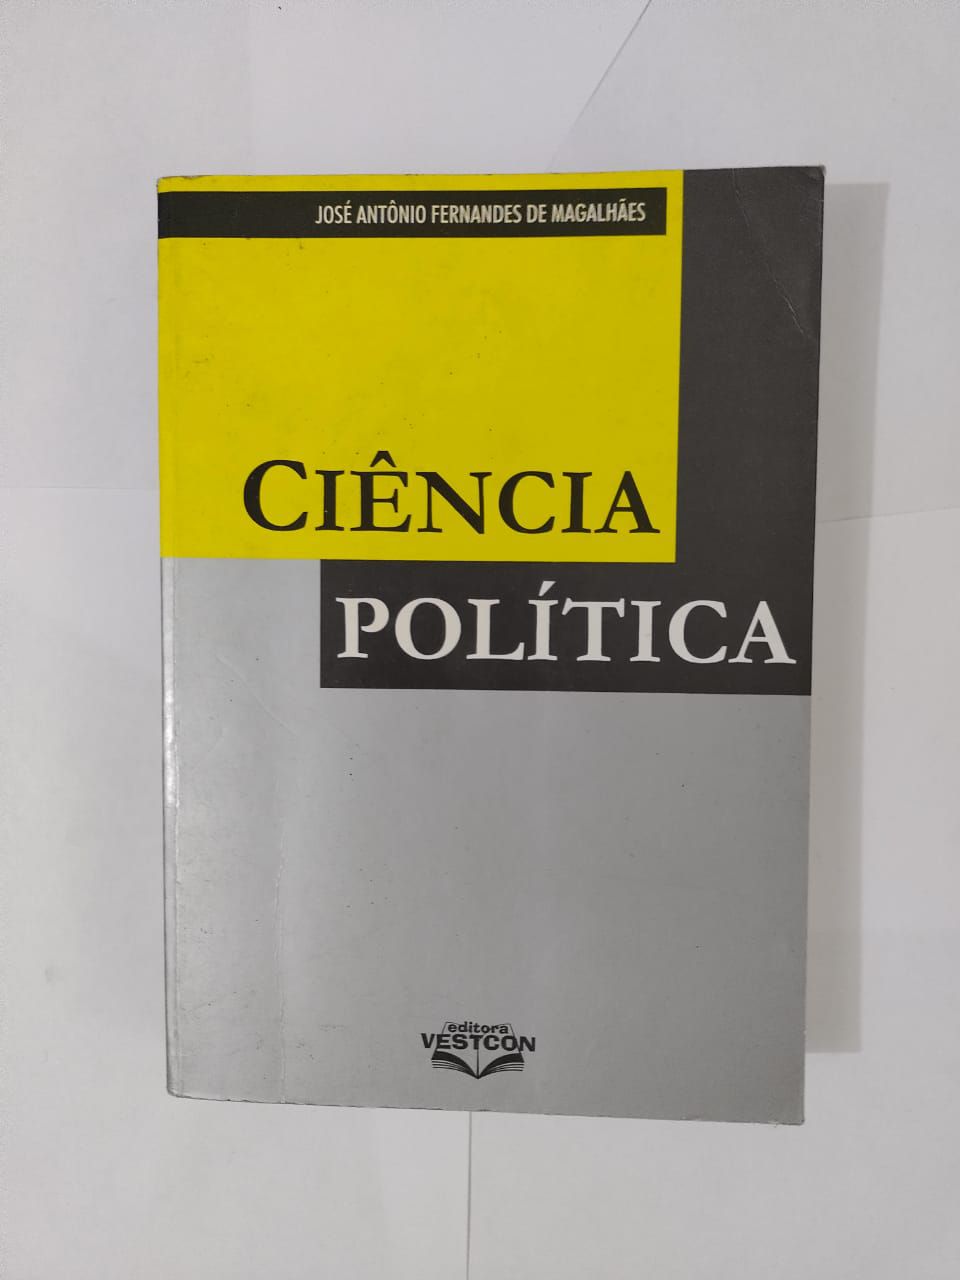 JOSÉ ANTÔNIO FERNANDES DE MAGALHÃES
CIÊNCIA
POLÍTICA
editora
VESTCON